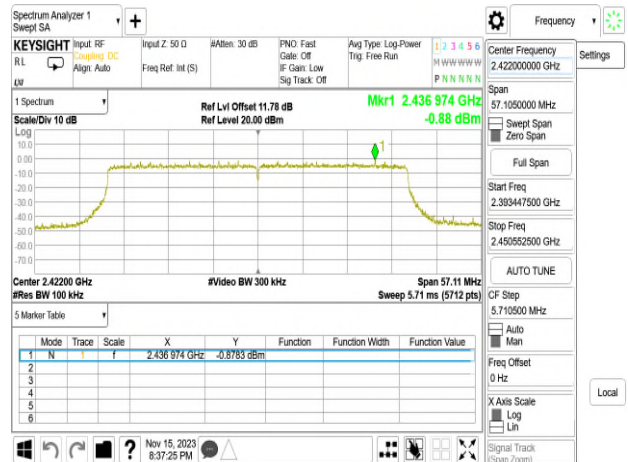 Spectrum Analyzer 1
Swept SA
Frequency
KEYSIGHT
Input: RF
Coupling: DC
Align: Auto
Input Z: 50 Ω
Freq Ref: Int (S)
#Atten: 30 dB
PNO: Fast
Gate: Off
IF Gain: Low
Sig Track: Off
Avg Type: Log-Power
Trig: Free Run
1 2 3 4 5 6
M W W W W W
P N N N N N
RL
LXI
1 Spectrum
Scale/Div 10 dB
Ref Lvl Offset 11.78 dB
Ref Level 20.00 dBm
Mkr1 2.436 974 GHz
-0.88 dBm
Log
10.0
0.00
-10.0
-20.0
-30.0
-40.0
-50.0
-60.0
-70.0
1
Center 2.42200 GHz
#Res BW 100 kHz
#Video BW 300 kHz
Span 57.11 MHz
Sweep 5.71 ms (5712 pts)
5 Marker Table
Mode Trace Scale X Y Function Function Width Function Value
1 N 1 f 2.436 974 GHz -0.8783 dBm
2
3
4
5
6
Nov 15, 2023
8:37:25 PM
?
Center Frequency
2.422000000 GHz
Span
57.1050000 MHz
Swept Span
Zero Span
Full Span
Start Freq
2.393447500 GHz
Stop Freq
2.450552500 GHz
AUTO TUNE
CF Step
5.710500 MHz
Auto
Man
Freq Offset
0 Hz
X Axis Scale
Log
Lin
Signal Track
(Span Zoom)
Settings
Local